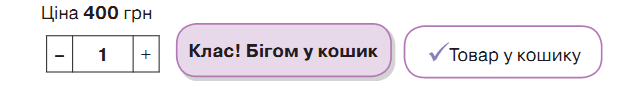 Ціна 400 грн
– 1 + Клас! Бігом у кошик ✓Товар у кошику